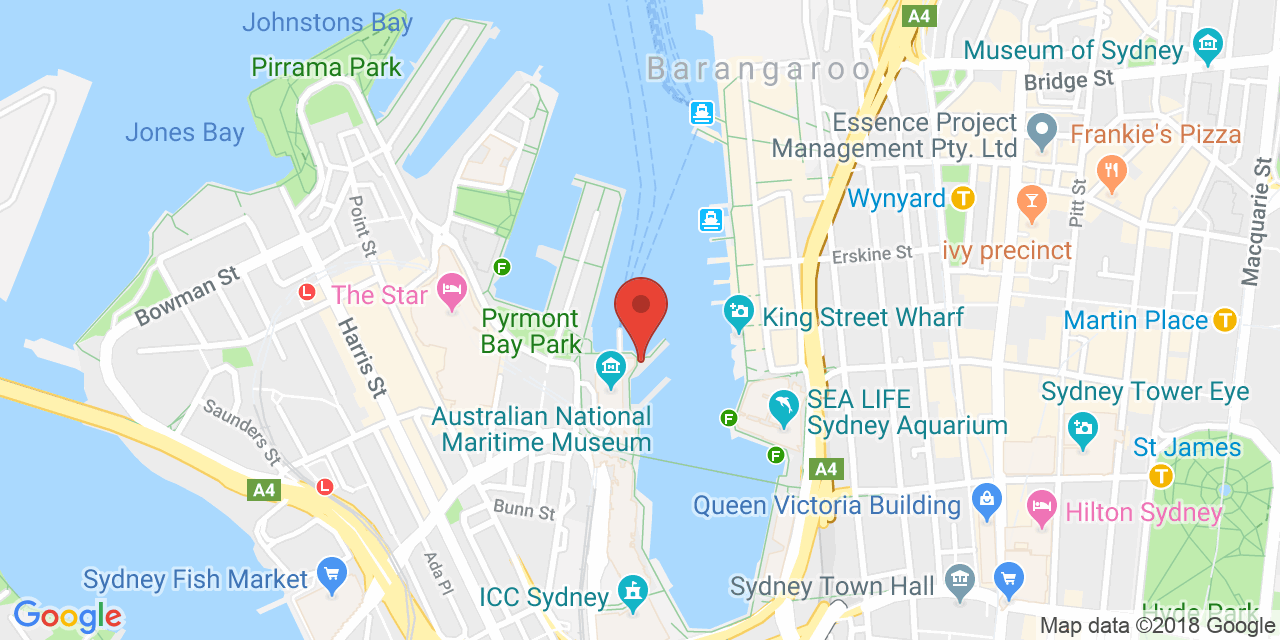 Johnstons Bay
A4
Museum of Sydney
Pirrama Park
Barangaroo
Bridge St
Jones Bay
Essence Project
Management Pty. Ltd
Frankie's Pizza
Macquarie St
Point St
Wynyard
T
Pitt St
Bowman St
Erskine St
ivy precinct
F
L
The Star
Pyrmont
Bay Park
King Street Wharf
Martin Place
T
Harris St
Saunders St
SEA LIFE
Sydney Aquarium
Sydney Tower Eye
Australian National
Maritime Museum
F
F
St James
T
A4
A4
L
Bunn St
Queen Victoria Building
Hilton Sydney
Ada Pl
Sydney Fish Market
ICC Sydney
Sydney Town Hall
Hyde Park
Google
Map data ©2018 Google